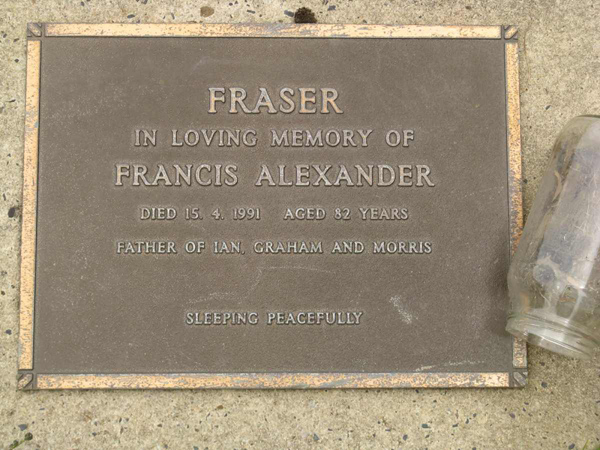 FRASER
IN LOVING MEMORY OF
FRANCIS ALEXANDER
DIED 15. 4. 1991 AGED 82 YEARS
FATHER OF IAN, GRAHAM AND MORRIS
SLEEPING PEACEFULLY